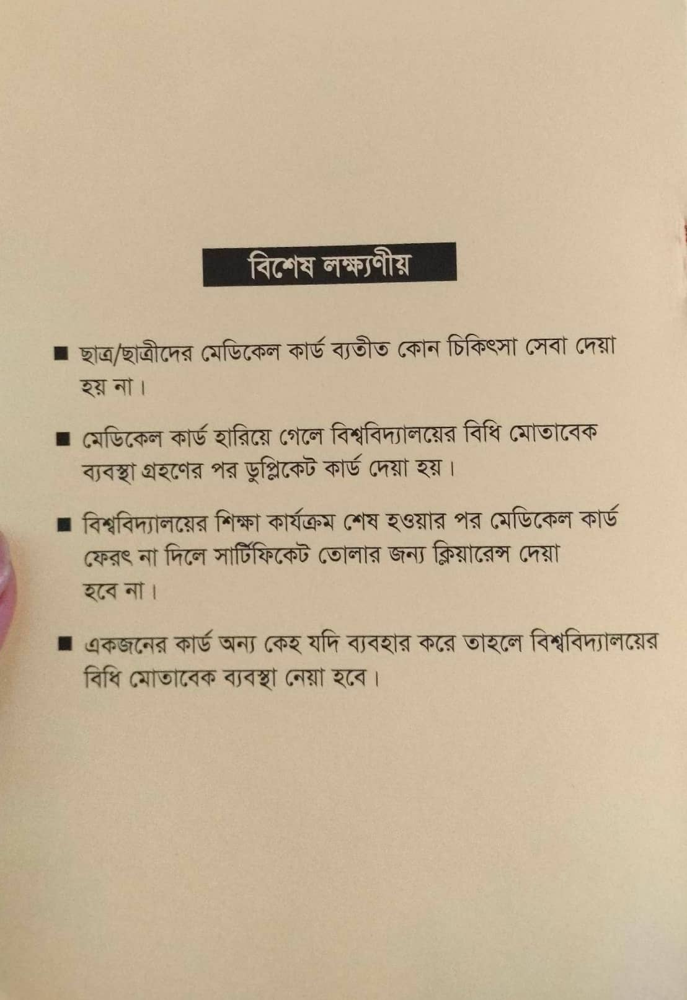 বিশেষ লক্ষ্যণীয়
■ ছাত্র/ছাত্রীদের মেডিকেল কার্ড ব্যতীত কোন চিকিৎসা সেবা দেয়া
হয় না।
■ মেডিকেল কার্ড হারিয়ে গেলে বিশ্ববিদ্যালয়ের বিধি মোতাবেক
ব্যবস্থা গ্রহণের পর ডুপ্লিকেট কার্ড দেয়া হয়।
■ বিশ্ববিদ্যালয়ের শিক্ষা কার্যক্রম শেষ হওয়ার পর মেডিকেল কার্ড
ফেরৎ না দিলে সার্টিফিকেট তোলার জন্য ক্লিয়ারেন্স দেয়া
হবে না।
■ একজনের কার্ড অন্য কেহ যদি ব্যবহার করে তাহলে বিশ্ববিদ্যালয়ের
বিধি মোতাবেক ব্যবস্থা নেয়া হবে।